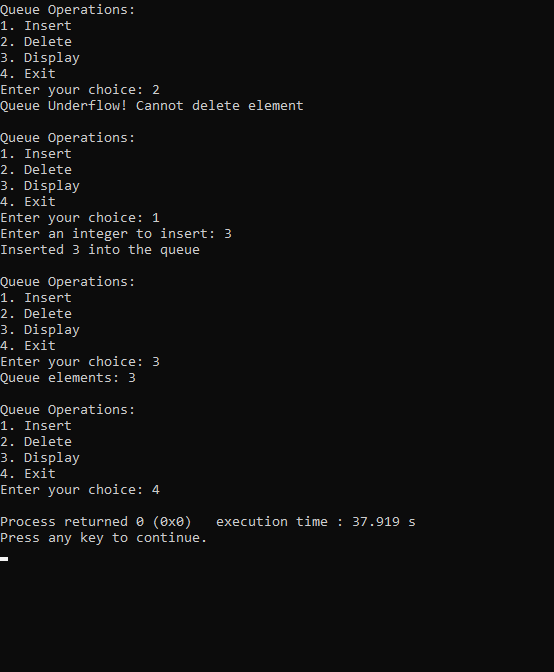 Queue Operations:
1. Insert
2. Delete
3. Display
4. Exit
Enter your choice: 2
Queue Underflow! Cannot delete element
Queue Operations:
1. Insert
2. Delete
3. Display
4. Exit
Enter your choice: 1
Enter an integer to insert: 3
Inserted 3 into the queue
Queue Operations:
1. Insert
2. Delete
3. Display
4. Exit
Enter your choice: 3
Queue elements: 3
Queue Operations:
1. Insert
2. Delete
3. Display
4. Exit
Enter your choice: 4
Process returned 0 (0x0)   execution time : 37.919 s
Press any key to continue.